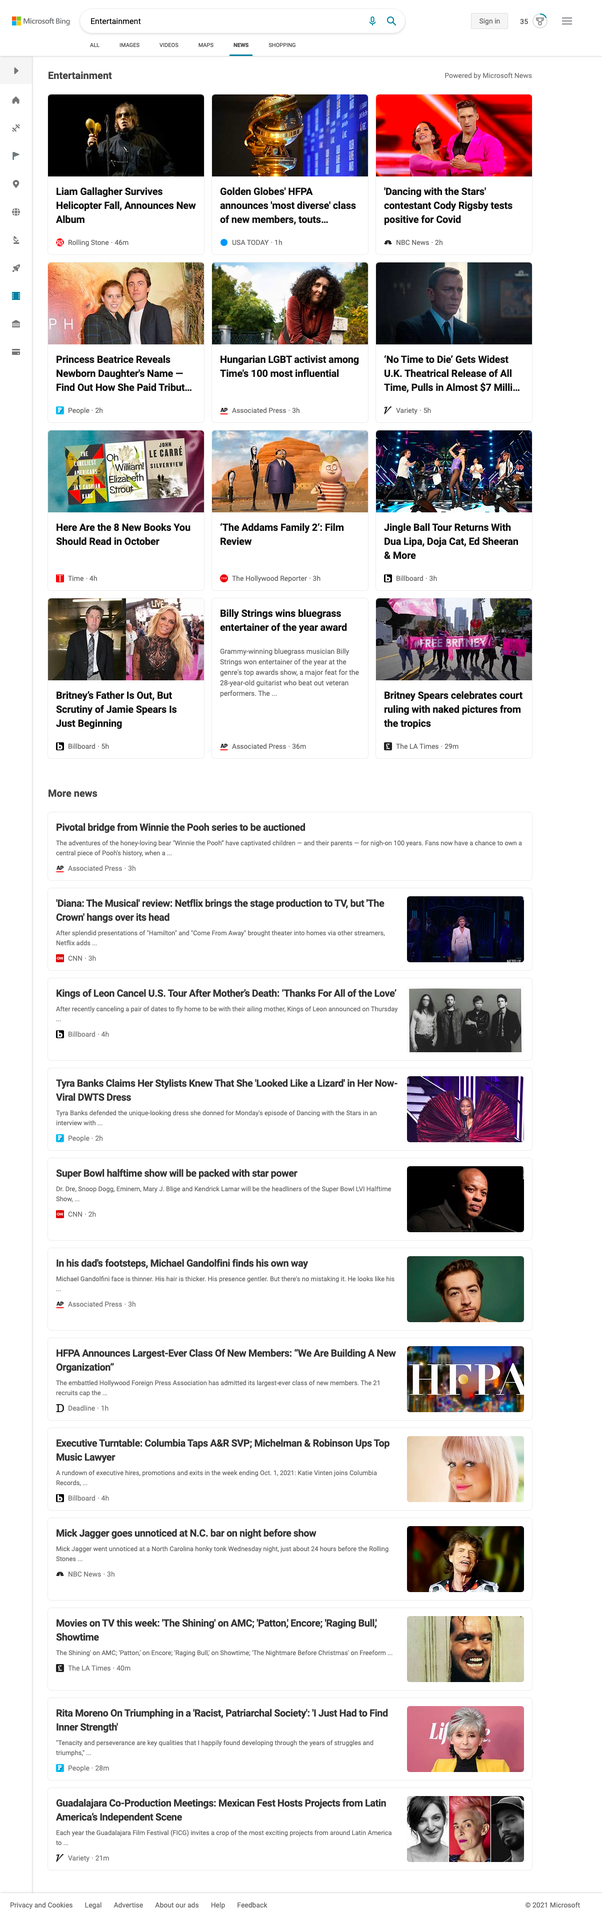 Microsoft Bing
Entertainment
Sign in
35
ALL
IMAGES
VIDEOS
MAPS
NEWS
SHOPPING
Entertainment
Powered by Microsoft News
Liam Gallagher Survives
Helicopter Fall, Announces New
Album
Rolling Stone · 46m
Golden Globes' HFPA
announces 'most diverse' class
of new members, touts...
USA TODAY · 1h
'Dancing with the Stars'
contestant Cody Rigsby tests
positive for Covid
NBC News · 2h
PH
Princess Beatrice Reveals
Newborn Daughter's Name —
Find Out How She Paid Tribut...
People · 2h
Hungarian LGBT activist among
Time's 100 most influential
AP Associated Press · 3h
'No Time to Die' Gets Widest
U.K. Theatrical Release of All
Time, Pulls in Almost $7 Milli...
Variety · 5h
THE
LONELIEST
AMERICANS
JAY CASPIAN
KANG
Oh
William!
Elizabeth
Strout
JOHN
LE CARRÉ
SILVERVIEW
Here Are the 8 New Books You
Should Read in October
Time · 4h
'The Addams Family 2': Film
Review
The Hollywood Reporter · 3h
Jingle Ball Tour Returns With
Dua Lipa, Doja Cat, Ed Sheeran
& More
Billboard · 3h
LIVE
Britney's Father Is Out, But
Scrutiny of Jamie Spears Is
Just Beginning
Billboard · 5h
Billy Strings wins bluegrass
entertainer of the year award
Grammy-winning bluegrass musician Billy
Strings won entertainer of the year at the
genre's top awards show, a major feat for the
28-year-old guitarist who beat out veteran
performers. The ...
AP Associated Press · 36m
#FREE BRITNEY
Britney Spears celebrates court
ruling with naked pictures from
the tropics
The LA Times · 29m
More news
Pivotal bridge from Winnie the Pooh series to be auctioned
The adventures of the honey-loving bear "Winnie the Pooh" have captivated children — and their parents — for nigh-on 100 years. Fans now have a chance to own a
central piece of Pooh's history, when a ...
AP Associated Press · 3h
'Diana: The Musical' review: Netflix brings the stage production to TV, but 'The
Crown' hangs over its head
After splendid presentations of "Hamilton" and "Come From Away" brought theater into homes via other streamers,
Netflix adds ...
CNN · 3h
NETFLIX
Kings of Leon Cancel U.S. Tour After Mother's Death: 'Thanks For All of the Love'
After recently canceling a pair of dates to fly home to be with their ailing mother, Kings of Leon announced on Thursday
...
Billboard · 4h
Tyra Banks Claims Her Stylists Knew That She 'Looked Like a Lizard' in Her Now-
Viral DWTS Dress
Tyra Banks defended the unique-looking dress she donned for Monday's episode of Dancing with the Stars in an
interview with ...
People · 2h
Super Bowl halftime show will be packed with star power
Dr. Dre, Snoop Dogg, Eminem, Mary J. Blige and Kendrick Lamar will be the headliners of the Super Bowl LVI Halftime
Show, ...
CNN · 2h
In his dad's footsteps, Michael Gandolfini finds his own way
Michael Gandolfini face is thinner. His hair is thicker. His presence gentler. But there's no mistaking it. He looks like his
...
AP Associated Press · 3h
HFPA Announces Largest-Ever Class Of New Members: "We Are Building A New
Organization"
The embattled Hollywood Foreign Press Association has admitted its largest-ever class of new members. The 21
recruits cap the ...
D Deadline · 1h
HFPA
Executive Turntable: Columbia Taps A&R SVP; Michelman & Robinson Ups Top
Music Lawyer
A rundown of executive hires, promotions and exits in the week ending Oct. 1, 2021: Katie Vinten joins Columbia
Records, ...
Billboard · 4h
Mick Jagger goes unnoticed at N.C. bar on night before show
Mick Jagger went unnoticed at a North Carolina honky tonk Wednesday night, just about 24 hours before the Rolling
Stones ...
NBC News · 3h
Movies on TV this week: 'The Shining' on AMC; 'Patton,' Encore; 'Raging Bull,'
Showtime
The Shining' on AMC; 'Patton,' on Encore; 'Raging Bull,' on Showtime; 'The Nightmare Before Christmas' on Freeform ...
The LA Times · 40m
Rita Moreno On Triumphing in a 'Racist, Patriarchal Society': 'I Just Had to Find
Inner Strength'
"Tenacity and perseverance are key qualities that I happily found developing through the years of struggles and
triumphs," ...
People · 28m
Guadalajara Co-Production Meetings: Mexican Fest Hosts Projects from Latin
America's Independent Scene
Each year the Guadalajara Film Festival (FICG) invites a crop of the most exciting projects from around Latin America
to ...
Variety · 21m
Privacy and Cookies
Legal
Advertise
About our ads
Help
Feedback
© 2021 Microsoft